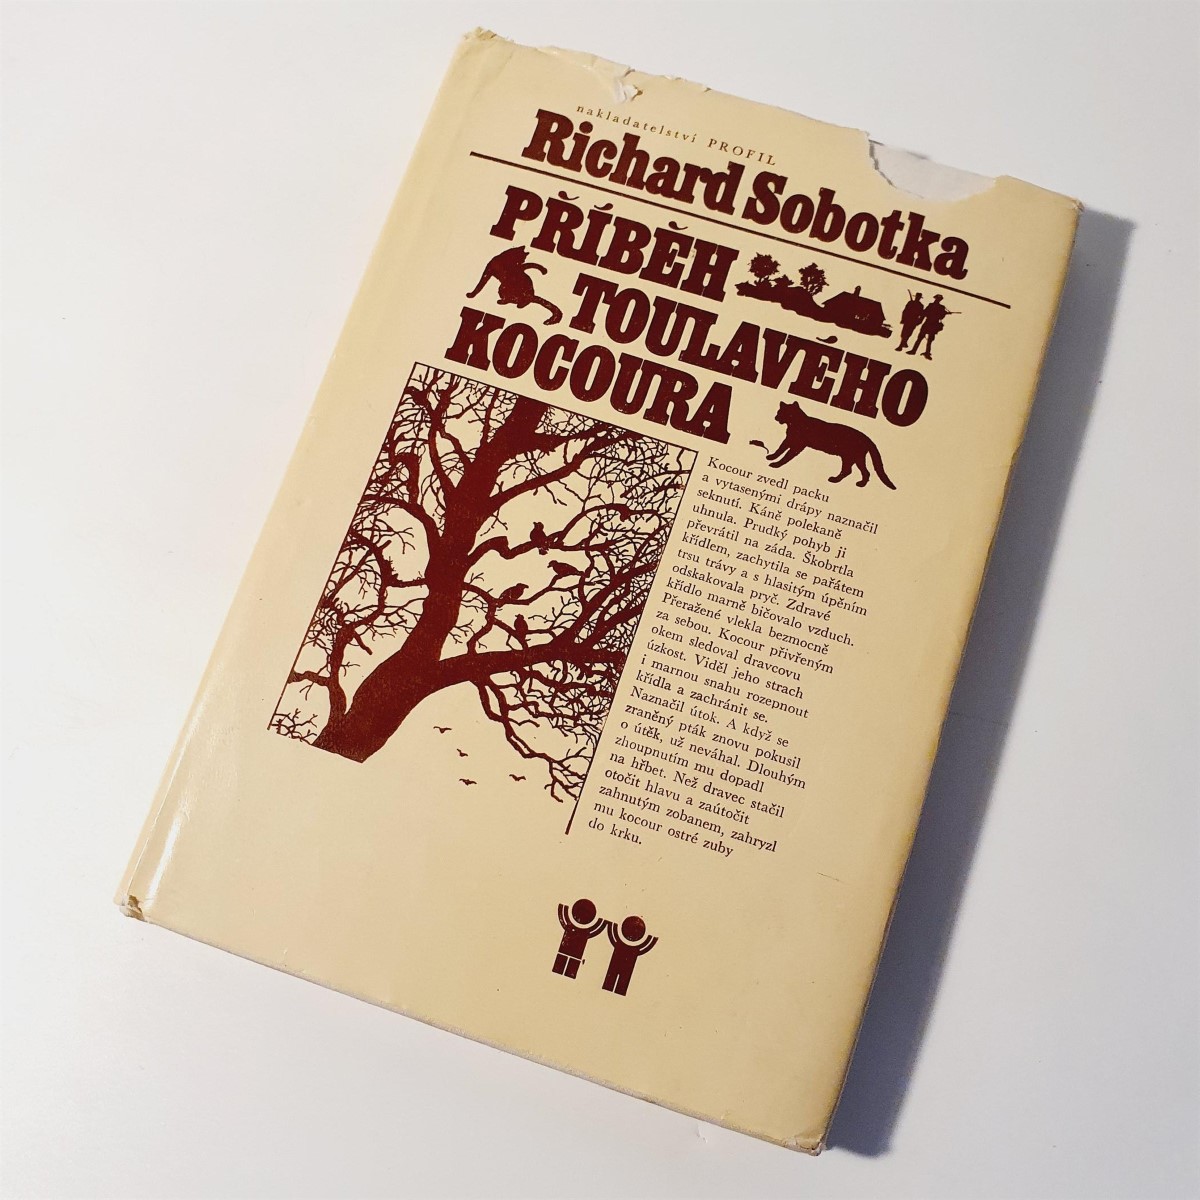 nakladatelství PROFIL
Richard Sobotka
PŘÍBĚH
TOULAVÉHO
KOCOURA
Kocour zvedl packu
a vytasenými drápy naznačil
seknutí. Káně polekaně
uhnula. Prudký pohyb ji
převrátil na záda. Škobrtla
křídlem, zachytila se pařátem
trsu trávy a s hlasitým úpěním
odskakovala pryč. Zdravé
křídlo marně bičovalo vzduch.
Přeražené vlekla bezmocně
za sebou. Kocour přivřeným
okem sledoval dravcovu
úzkost. Viděl jeho strach
i marnou snahu rozepnout
křídla a zachránit se.
Naznačil útok. A když se
zraněný pták znovu pokusil
o útěk, už neváhal. Dlouhým
zhoupnutím mu dopadl
na hřbet. Než dravec stačil
otočit hlavu a zaútočit
zahnutým zobanem, zahryzl
mu kocour ostré zuby
do krku.